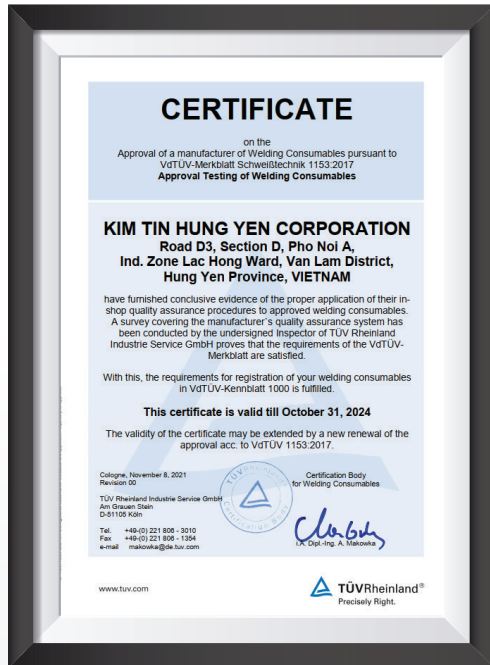 CERTIFICATE
on the
Approval of a manufacturer of Welding Consumables pursuant to
VdTÜV-Merkblatt Schweißtechnik 1153:2017
Approval Testing of Welding Consumables
KIM TIN HUNG YEN CORPORATION
Road D3, Section D, Pho Noi A,
Ind. Zone Lac Hong Ward, Van Lam District,
Hung Yen Province, VIETNAM
have furnished conclusive evidence of the proper application of their in-
shop quality assurance procedures to approved welding consumables.
A survey covering the manufacturer´s quality assurance system has
been conducted by the undersigned Inspector of TÜV Rheinland
Industrie Service GmbH proves that the requirements of the VdTÜV-
Merkblatt are satisfied.
With this, the requirements for registration of your welding consumables
in VdTÜV-Kennblatt 1000 is fulfilled.
This certificate is valid till October 31, 2024
The validity of the certificate may be extended by a new renewal of the
approval acc. to VdTÜV 1153:2017.
Cologne, November 8, 2021
Revision 00
TÜV Rheinland Industrie Service GmbH
Am Grauen Stein
D-51105 Köln
Tel. +49-(0) 221 806 - 3010
Fax +49-(0) 221 806 - 1354
e-mail makowka@de.tuv.com
TÜVRheinland
Certification Body
Certification Body
for Welding Consumables
i.A. Dipl.-Ing. A. Makowka
www.tuv.com
TÜVRheinland®
Precisely Right.